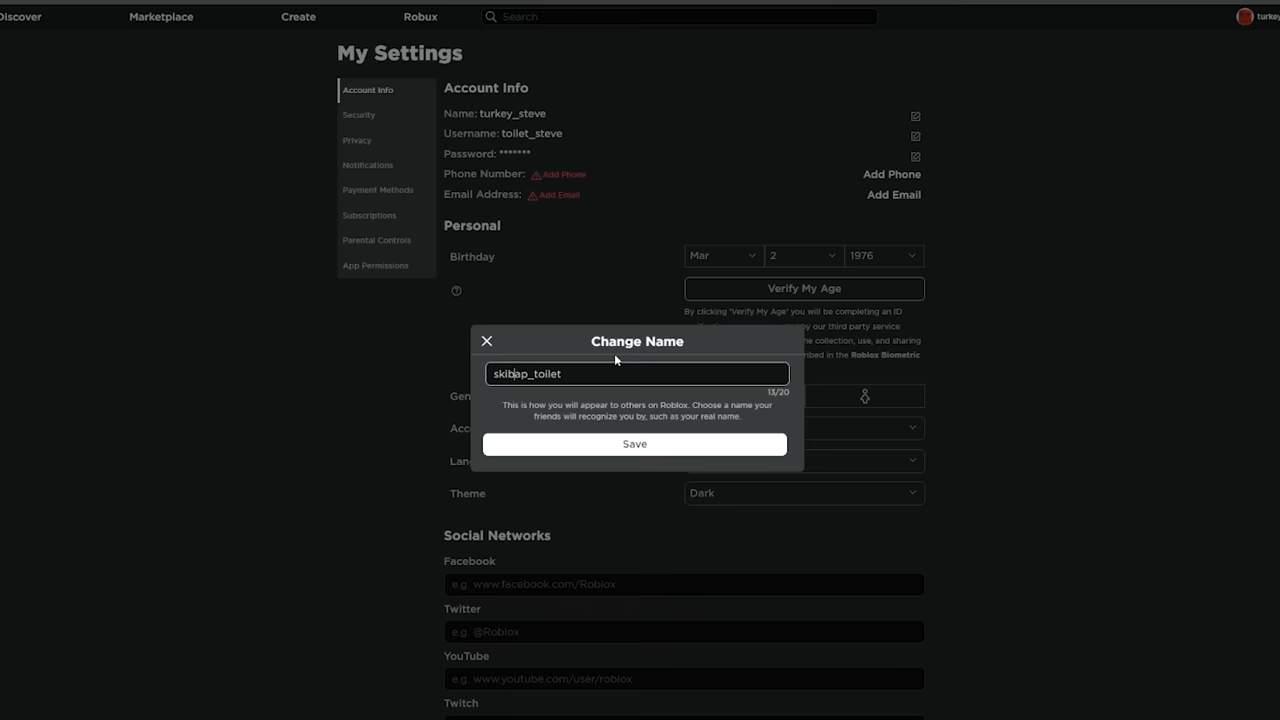 Discover Marketplace Create Robux Search turkey
My Settings
Account Info
Security
Privacy
Notifications
Payment Methods
Subscriptions
Parental Controls
App Permissions
Account Info
Name: turkey_steve
Username: toilet_steve
Password: *******
Phone Number: Add Phone Add Phone
Email Address: Add Email Add Email
Personal
Birthday Mar 2 1976
Verify My Age
By clicking 'Verify My Age' you will be completing an ID
by our third party service
collection, use, and sharing
in the Roblox Biometric
Change Name
skibap_toilet
13/20
This is how you will appear to others on Roblox. Choose a name your
friends will recognize you by, such as your real name.
Save
Gen
Acc
Lang
Theme Dark
Social Networks
Facebook
e.g. www.facebook.com/Roblox
Twitter
e.g. @Roblox
YouTube
e.g. www.youtube.com/user/roblox
Twitch